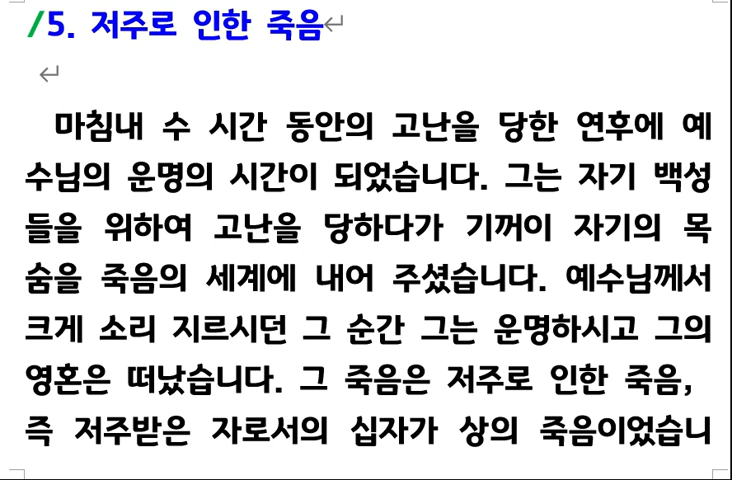 /5. 저주로 인한 죽음↵
↵
마침내 수 시간 동안의 고난을 당한 연후에 예
수님의 운명의 시간이 되었습니다. 그는 자기 백성
들을 위하여 고난을 당하다가 기꺼이 자기의 목
숨을 죽음의 세계에 내어 주셨습니다. 예수님께서
크게 소리 지르시던 그 순간 그는 운명하시고 그의
영혼은 떠났습니다. 그 죽음은 저주로 인한 죽음,
즉 저주받은 자로서의 십자가 상의 죽음이었습니